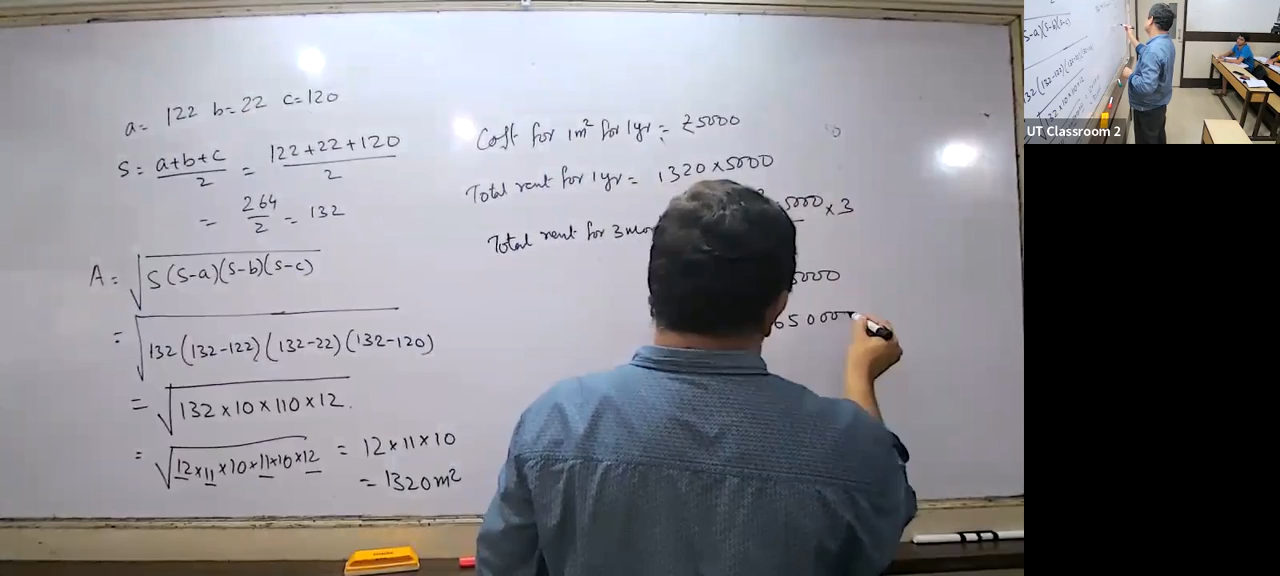 a= 122 b=22 c=120
S= a+b+c/2 = 122+22+120/2
= 264/2 = 132
A= √S(S-a)(S-b)(S-c)
= √132(132-122)(132-22)(132-120)
= √132×10×110×12.
= √12×11×10×11×10×12 = 12×11×10
= 1320m²
Cost for 1m² for 1yr = ₹5000
Total rent for 1yr = 1320×5000
Total rent for 3mo 5000×3
5000
65000
UT Classroom 2